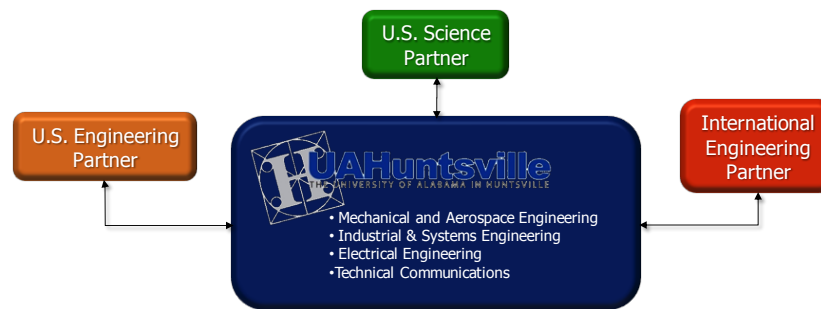 U.S. Science
Partner
U.S. Engineering
Partner
International
Engineering
Partner
UAHuntsville
THE UNIVERSITY OF ALABAMA IN HUNTSVILLE
• Mechanical and Aerospace Engineering
• Industrial & Systems Engineering
• Electrical Engineering
•Technical Communications